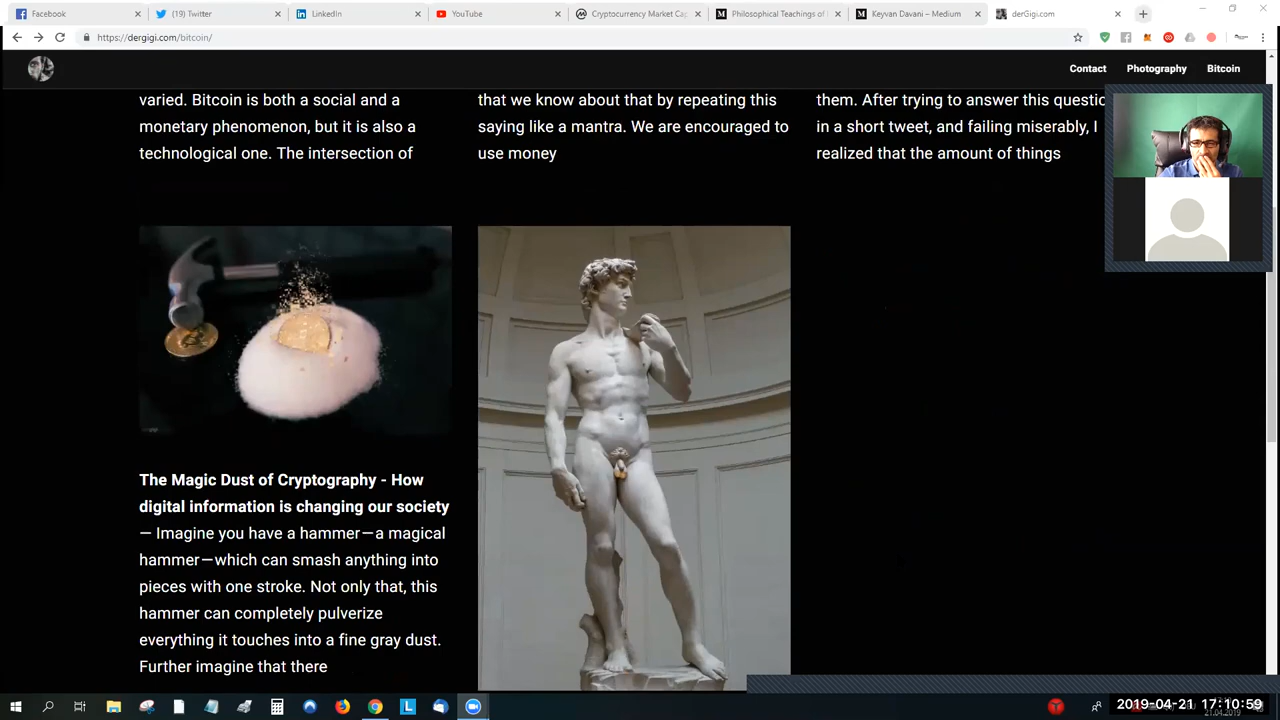 Facebook
(19) Twitter
LinkedIn
YouTube
Cryptocurrency Market Cap
Philosophical Teachings of
Keyvan Davani – Medium
derGigi.com
https://dergigi.com/bitcoin/
Contact
Photography
Bitcoin
varied. Bitcoin is both a social and a
monetary phenomenon, but it is also a
technological one. The intersection of
that we know about that by repeating this
saying like a mantra. We are encouraged to
use money
them. After trying to answer this questio
in a short tweet, and failing miserably, I
realized that the amount of things
The Magic Dust of Cryptography - How
digital information is changing our society
— Imagine you have a hammer—a magical
hammer—which can smash anything into
pieces with one stroke. Not only that, this
hammer can completely pulverize
everything it touches into a fine gray dust.
Further imagine that there
2019-04-21 17:10:59